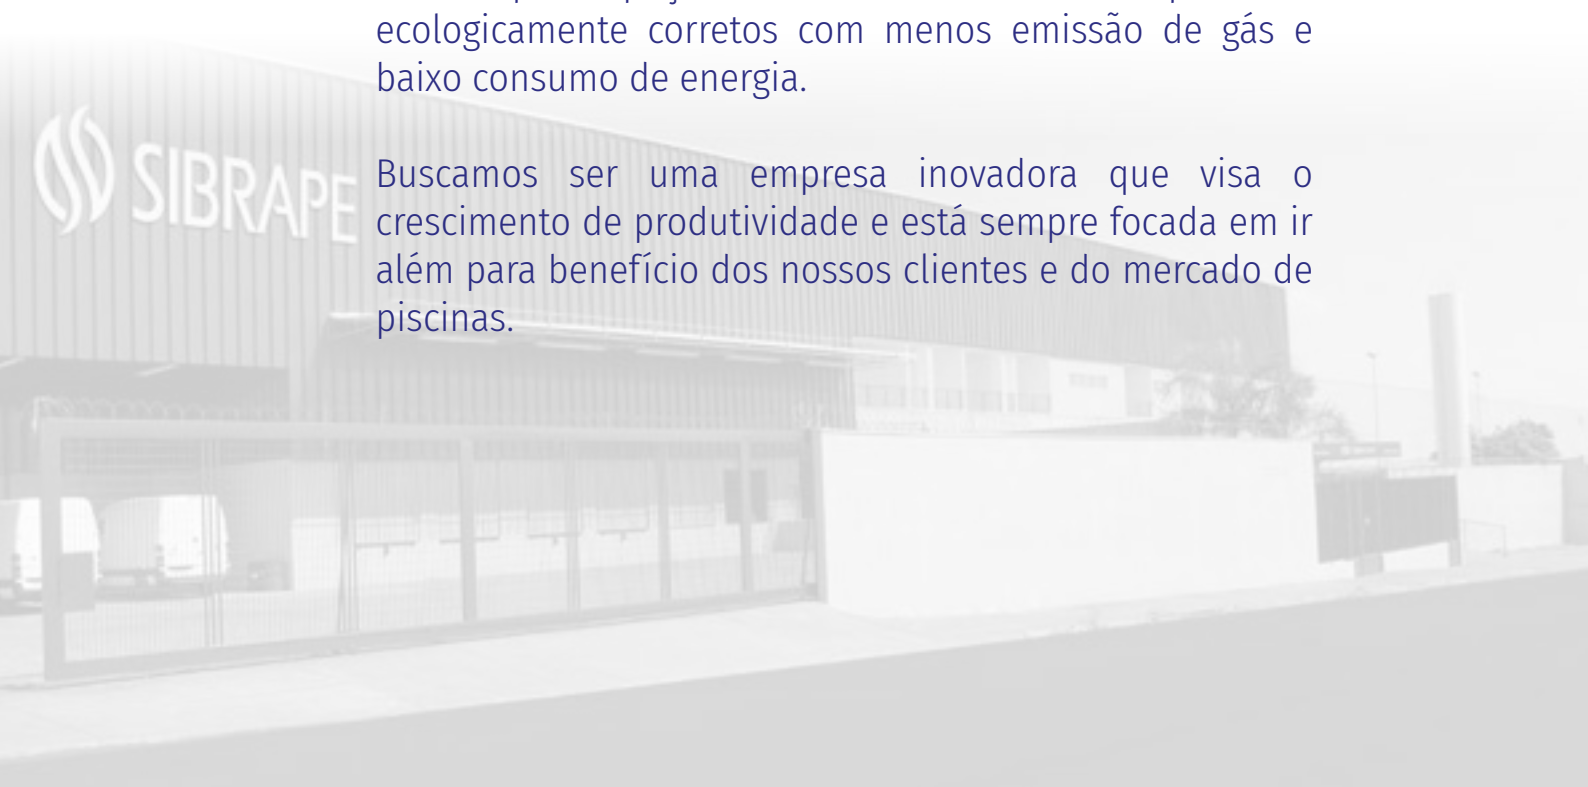 ecologicamente corretos com menos emissão de gás e
baixo consumo de energia.
SIBRAPE
Buscamos ser uma empresa inovadora que visa o
crescimento de produtividade e está sempre focada em ir
além para benefício dos nossos clientes e do mercado de
piscinas.